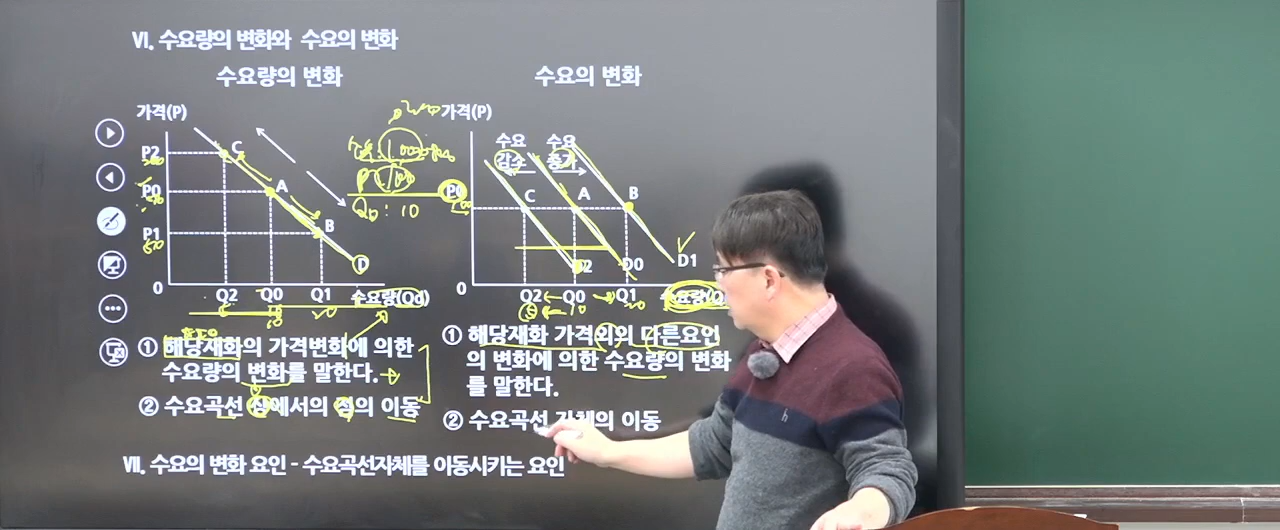 VI. 수요량의 변화와 수요의 변화
수요량의 변화
수요의 변화
가격(P)
P2
P0
P1
0
C
A
B
D
Q2 Q0 Q1 수요량(Qd)
P 100
QD : 10
가격(P)
수요
감소
수요
증가
P0
C A B
D2 D0 D1
0
Q2 Q0 Q1 수요량(Q
① 해당재화의 가격변화에 의한
수요량의 변화를 말한다.
② 수요곡선 상에서의 점의 이동
① 해당재화 가격외의 다른요인
의 변화에 의한 수요량의 변화
를 말한다.
② 수요곡선 자체의 이동
VII. 수요의 변화 요인 - 수요곡선자체를 이동시키는 요인
h